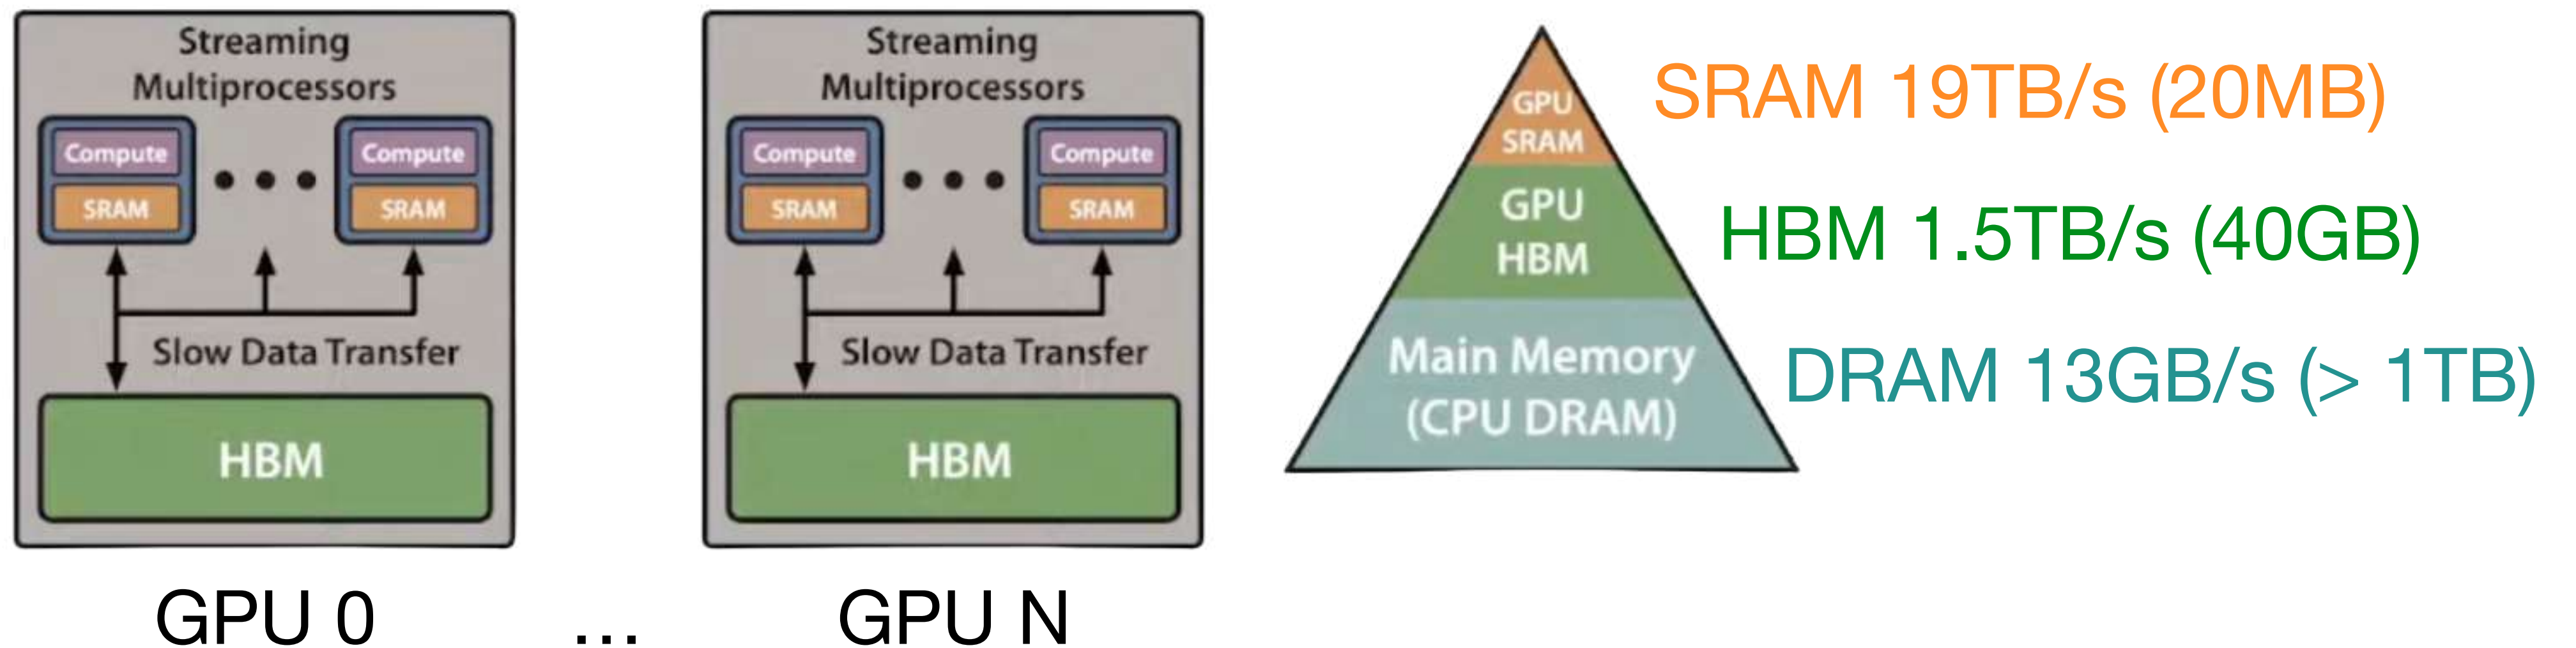 Streaming
Multiprocessors
Compute
SRAM
Compute
SRAM
Slow Data Transfer
HBM
GPU 0
...
Streaming
Multiprocessors
Compute
SRAM
Compute
SRAM
Slow Data Transfer
HBM
GPU N
GPU
SRAM
GPU
HBM
Main Memory
(CPU DRAM)
SRAM 19TB/s (20MB)
HBM 1.5TB/s (40GB)
DRAM 13GB/s (> 1TB)